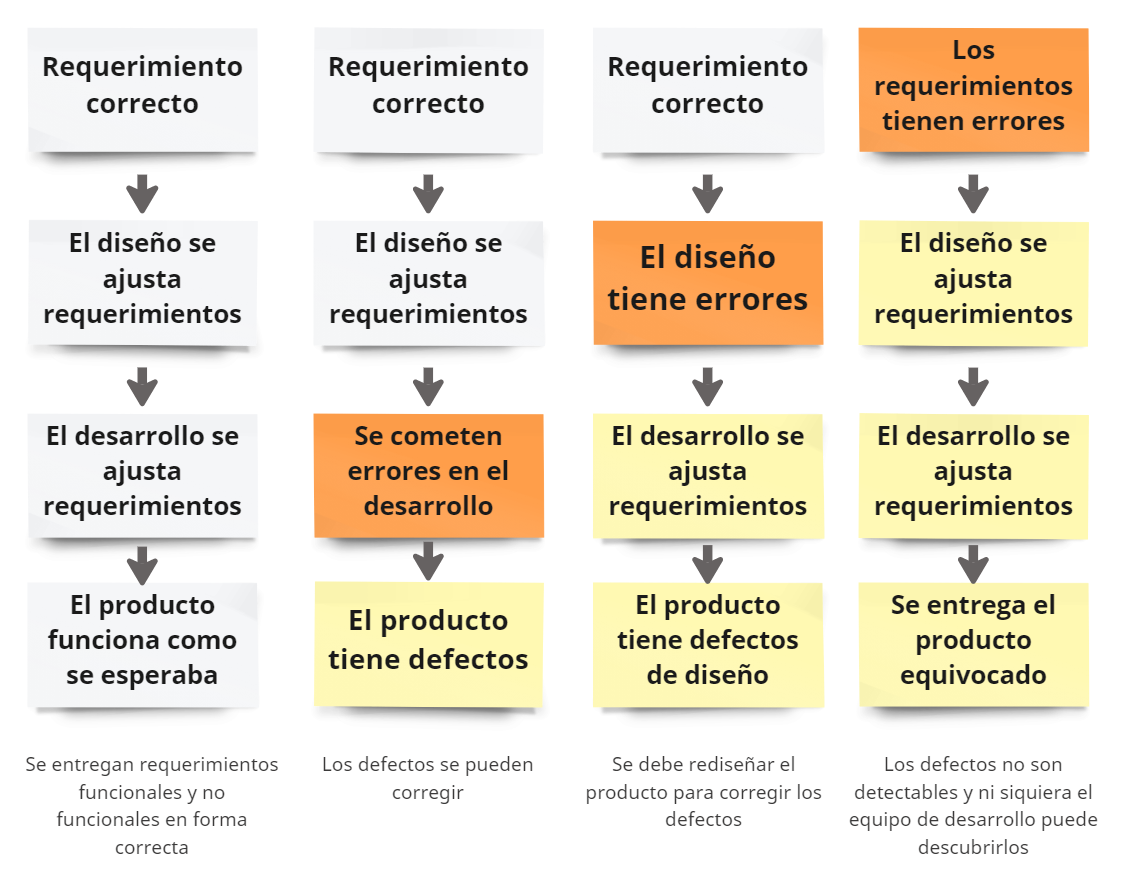 Requerimiento
correcto
El diseño se
ajusta
requerimientos
El desarrollo se
ajusta
requerimientos
El producto
funciona como
se esperaba
Se entregan requerimientos
funcionales y no
funcionales en forma
correcta
Requerimiento
correcto
El diseño se
ajusta
requerimientos
Se cometen
errores en el
desarrollo
El producto
tiene defectos
Los defectos se pueden
corregir
Requerimiento
correcto
El diseño
tiene errores
El desarrollo se
ajusta
requerimientos
El producto
tiene defectos
de diseño
Se debe rediseñar el
producto para corregir los
defectos
Los
requerimientos
tienen errores
El diseño se
ajusta
requerimientos
El desarrollo se
ajusta
requerimientos
Se entrega el
producto
equivocado
Los defectos no son
detectables y ni siquiera el
equipo de desarrollo puede
descubrirlos